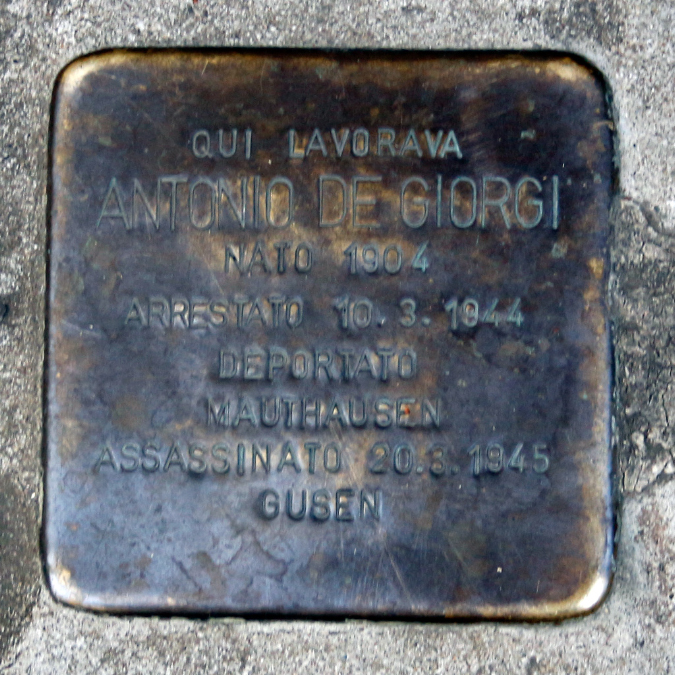 QUI LAVORAVA
ANTONIO DE GIORGI
NATO 1904
ARRESTATO 10.3.1944
DEPORTATO
MAUTHAUSEN
ASSASSINATO 20.3.1945
GUSEN